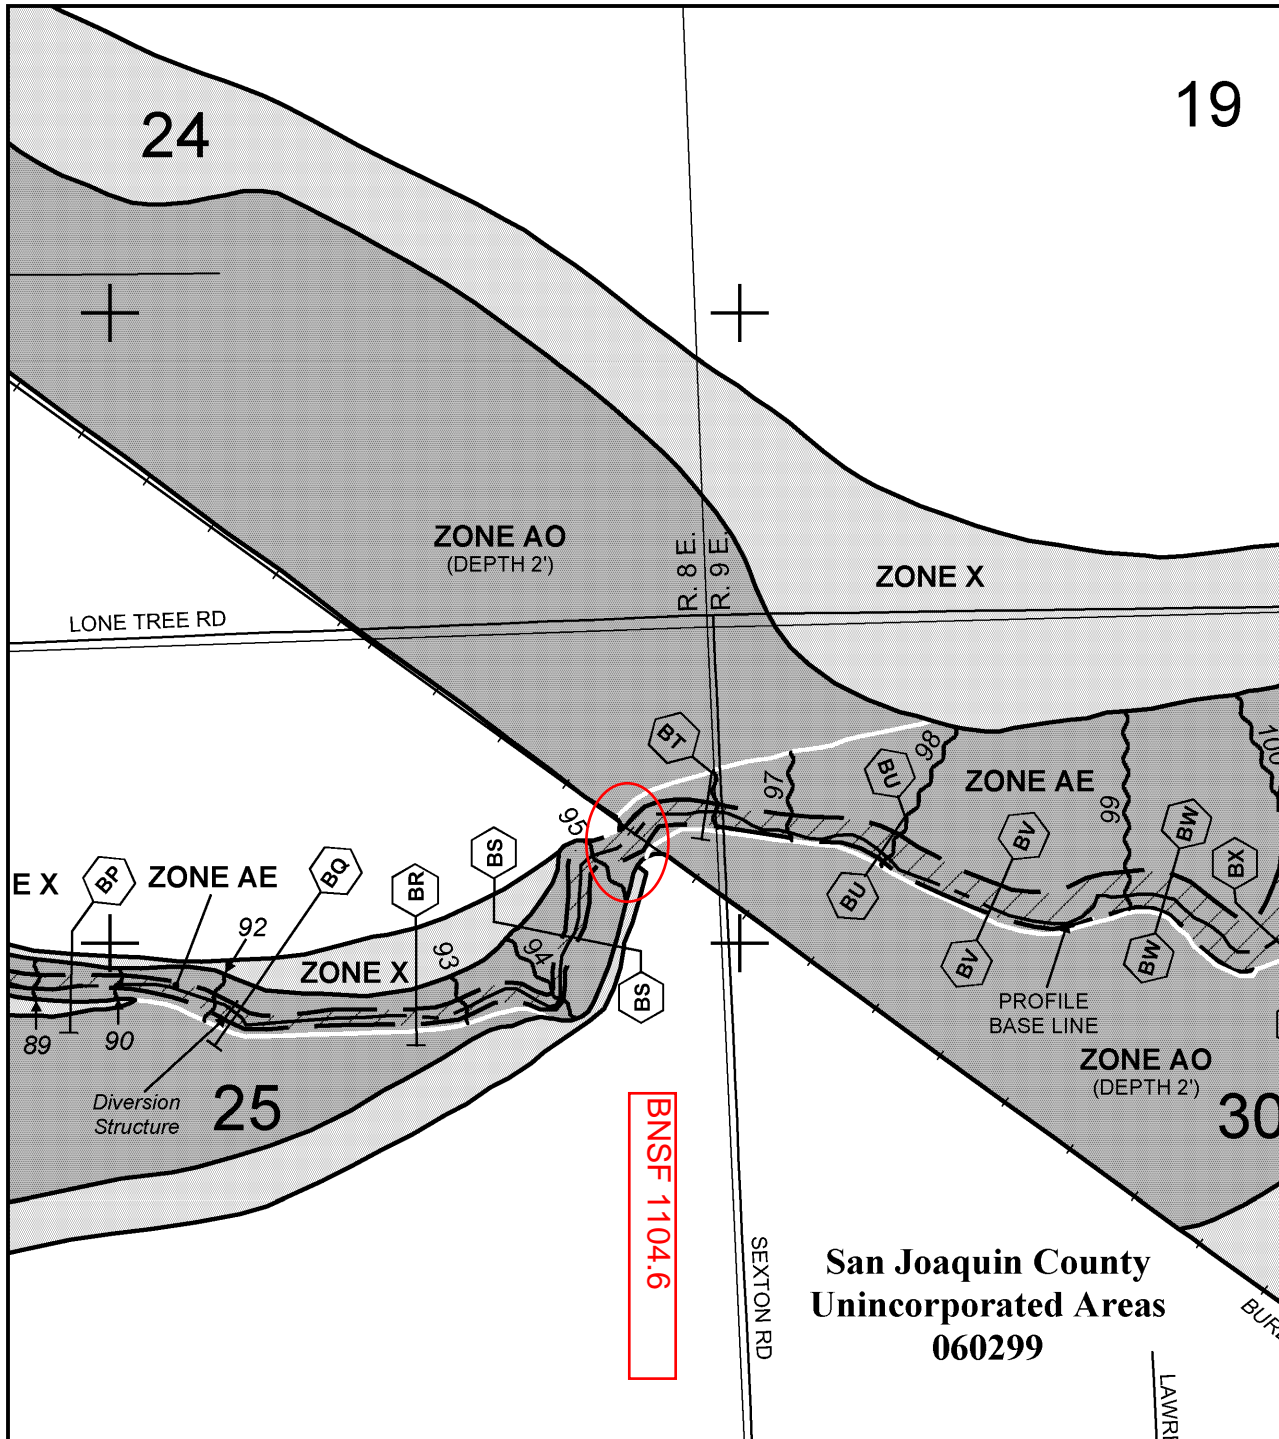 24
19
ZONE AO
(DEPTH 2')
R. 8 E.
R. 9 E.
ZONE X
LONE TREE RD
BT
97
BU
98
ZONE AE
99
100
95
BS
BV
BW
BX
E X
BP
ZONE AE
BQ
BR
BU
92
ZONE X
93
94
BS
BV
BW
89
90
PROFILE
BASE LINE
Diversion
Structure
25
ZONE AO
(DEPTH 2')
30
BNSF 1104.6
SEXTON RD
San Joaquin County
Unincorporated Areas
060299